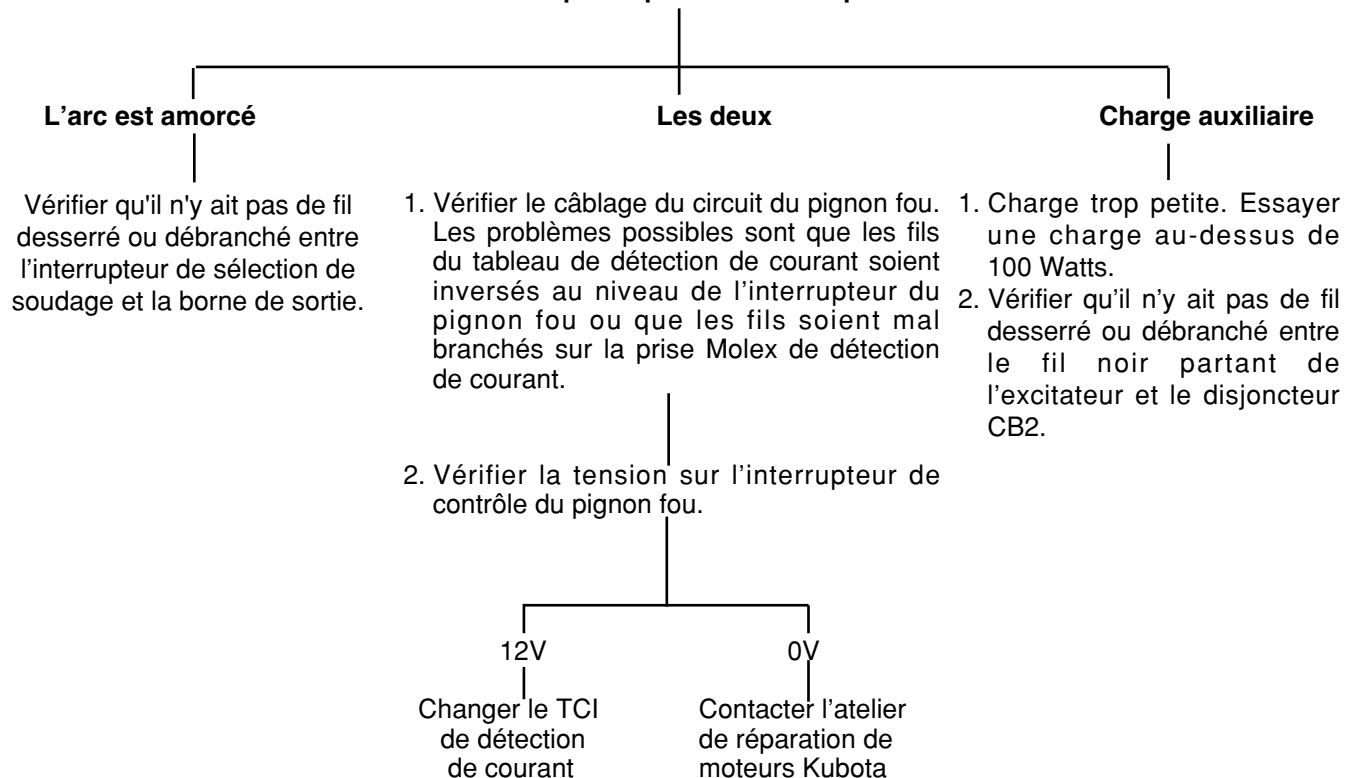 L’arc est amorcé
Vérifier qu'il n'y ait pas de fil
desserré ou débranché entre
l’interrupteur de sélection de
soudage et la borne de sortie.
Les deux
1. Vérifier le câblage du circuit du pignon fou.
Les problèmes possibles sont que les fils
du tableau de détection de courant soient
inversés au niveau de l’interrupteur du
pignon fou ou que les fils soient mal
branchés sur la prise Molex de détection
de courant.
2. Vérifier la tension sur l’interrupteur de
contrôle du pignon fou.
12V
Changer le TCI
de détection
de courant
0V
Contacter l’atelier
de réparation de
moteurs Kubota
Charge auxiliaire
1. Charge trop petite. Essayer
une charge au-dessus de
100 Watts.
2. Vérifier qu’il n’y ait pas de fil
desserré ou débranché entre
le fil noir partant de
l’excitateur et le disjoncteur
CB2.